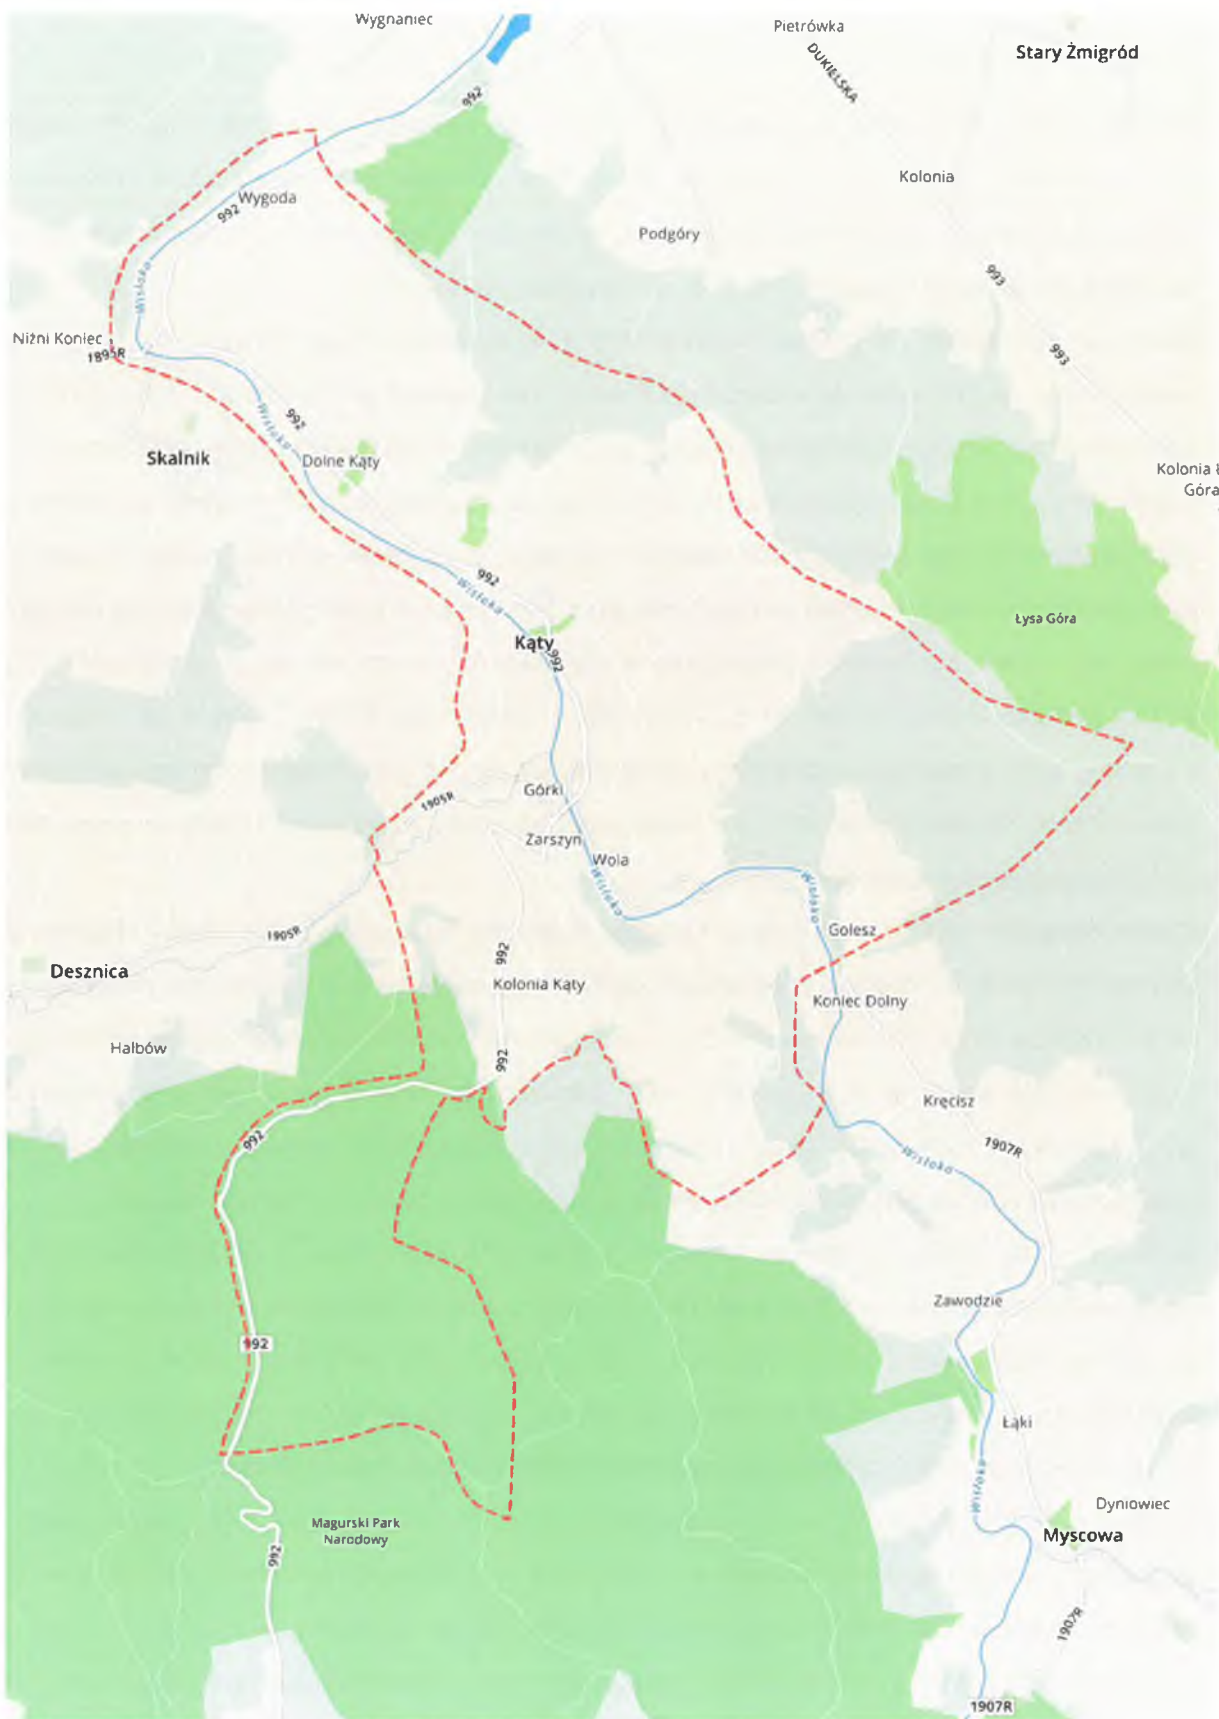 Wygnaniec
Pietrówka
Stary Żmigród
DUKIELSKA
992
Kolonia
Wygoda
992
Podgóry
993
Wisłoka
Niżni Koniec
1895R
993
992
Wisłoka
Skalnik
Dolne Kąty
Kolonia Ł
Góra
992
Wisłoka
Łysa Góra
Kąty
992
Górki
1905R
Zarszyn
Wola
Wisłoka
Wisłoka
Golesz
1905R
992
Desznica
Kolonia Kąty
Koniec Dolny
Hałbów
992
Kręcisz
992
1907R
Wisłoka
Zawodzie
992
Łąki
Wisłoka
Magurski Park
Narodowy
Dyniowiec
Myscowa
992
1907R
1907R